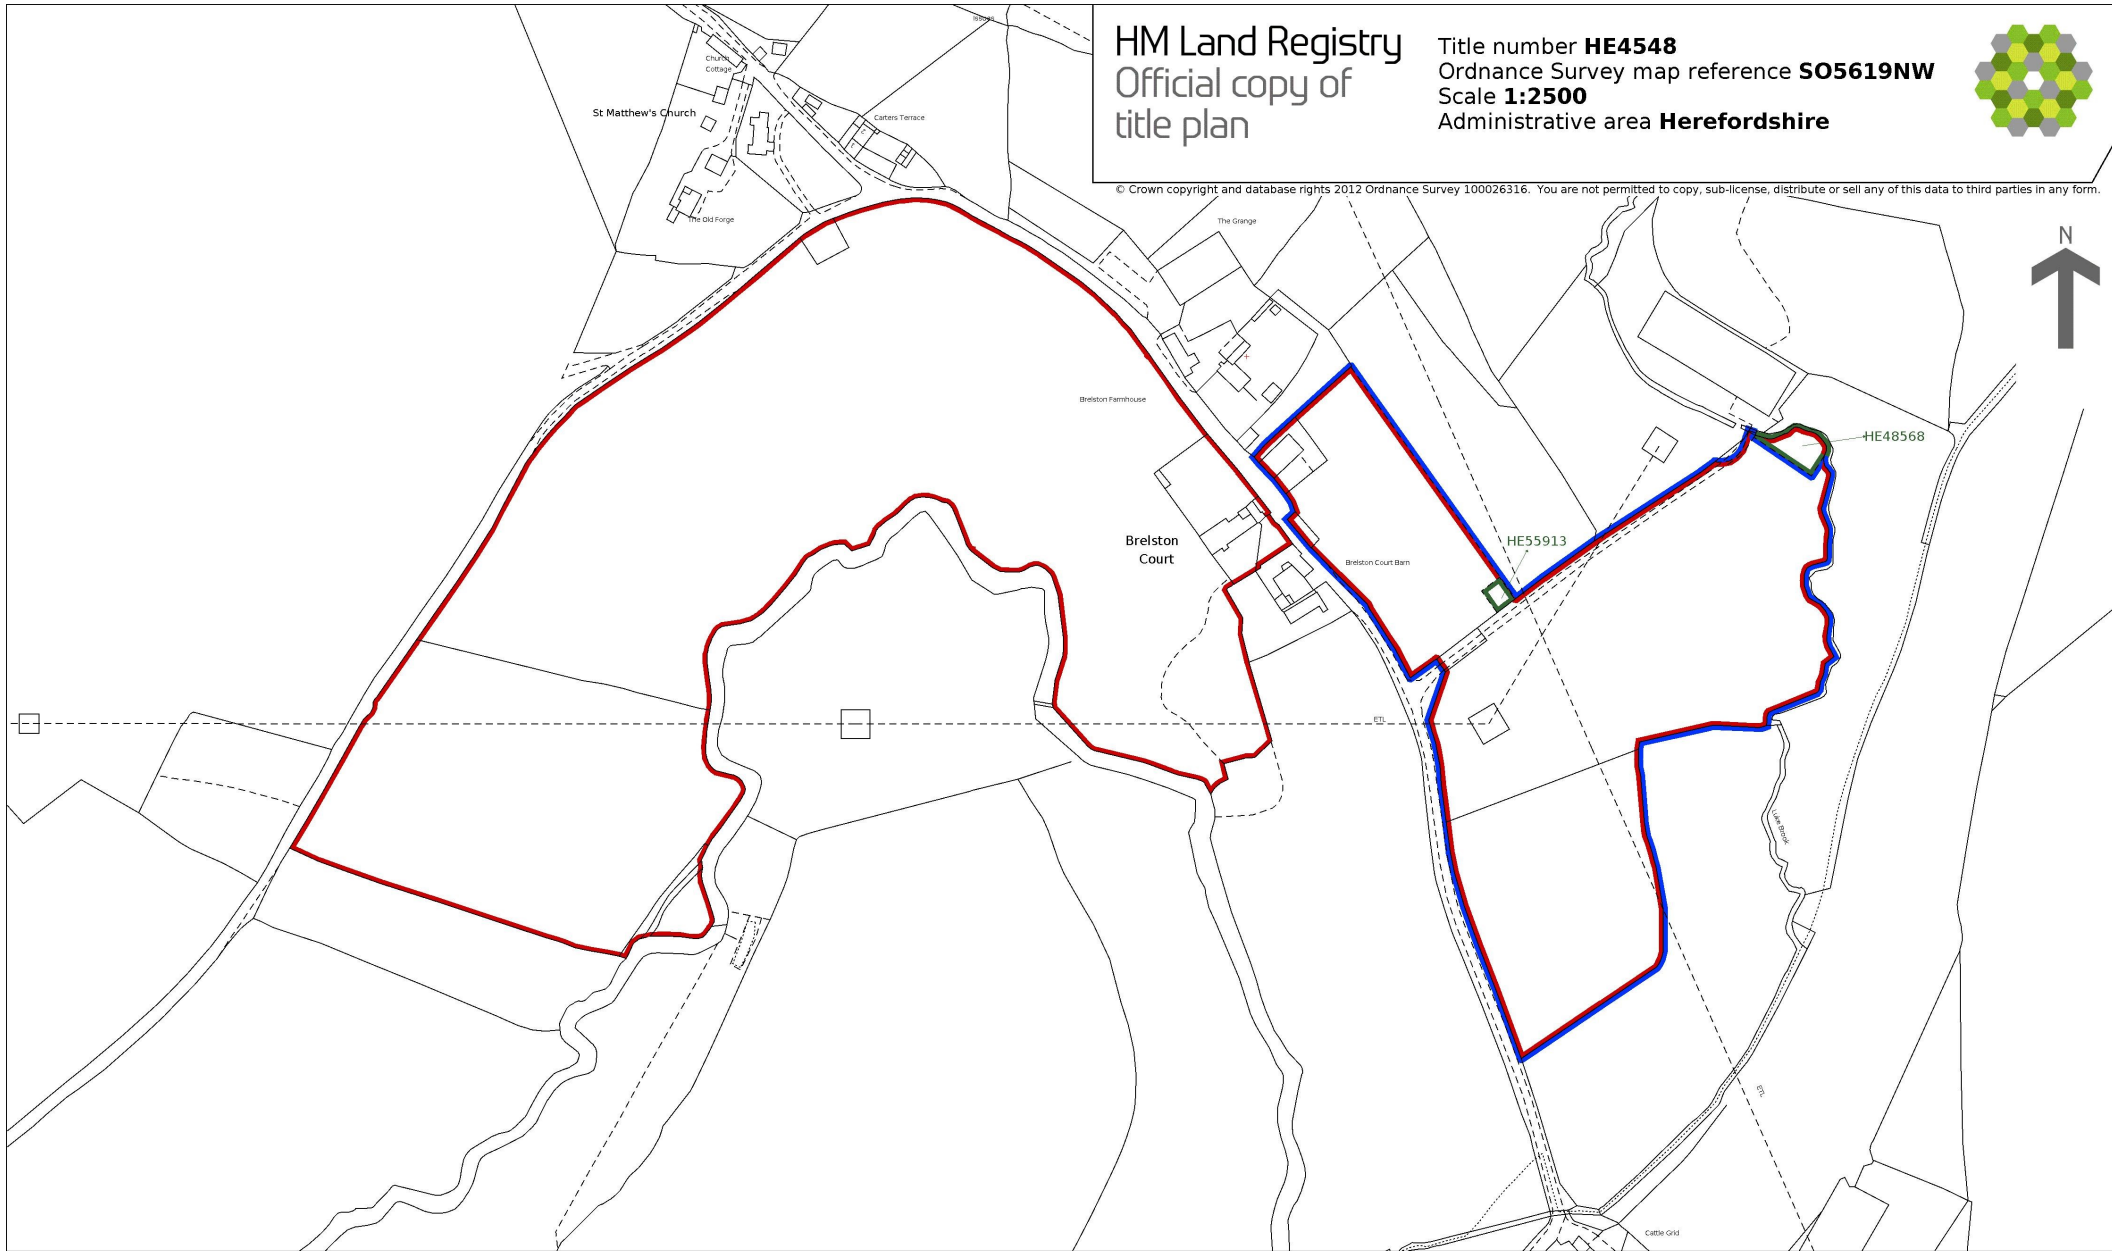 HM Land Registry
Official copy of
title plan
Title number HE4548
Ordnance Survey map reference SO5619NW
Scale 1:2500
Administrative area Herefordshire
© Crown copyright and database rights 2012 Ordnance Survey 100026316. You are not permitted to copy, sub-license, distribute or sell any of this data to third parties in any form.
N
Issues
Church
Cottage
St Matthew's Church
Carters Terrace
The Old Forge
The Grange
Brelston Farmhouse
HE48568
Brelston
Court
HE55913
Brelston Court Barn
ETL
Luke Brook
ETL
Cattle Grid